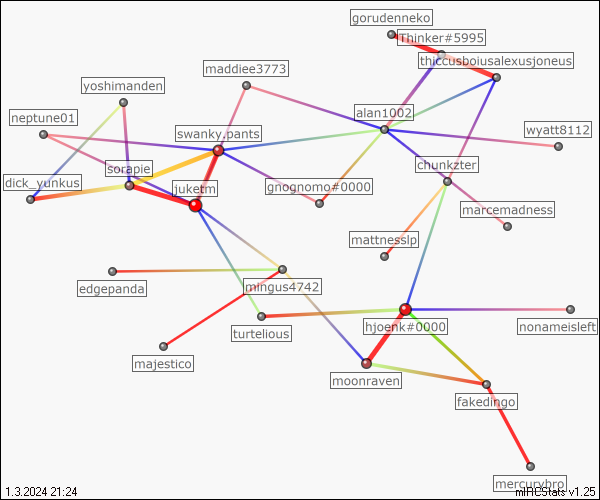 gorudenneko
Thinker#5995
thiccusboiusalexusjoneus
maddiee3773
yoshimanden
neptune01
alan1002
wyatt8112
swanky.pants
sorapie
chunkzter
dick_yunkus
juketm
gnognomo#0000
marcemadness
mattnesslp
edgepanda
mingus4742
turtelious
hjoenk#0000
nonameisleft
majestico
moonraven
fakedingo
mercurybro
1.3.2024 21:24
mIRCStats v1.25